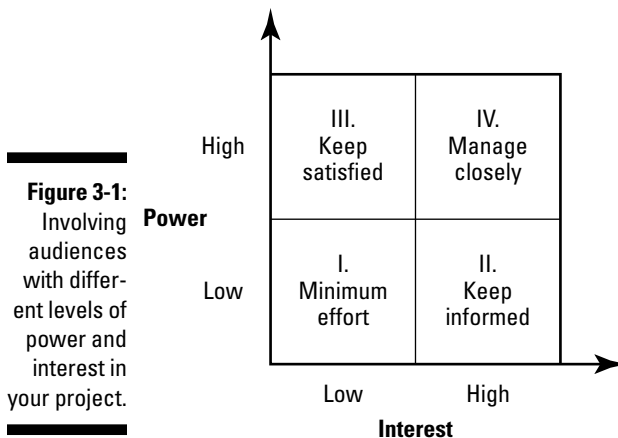 Figure 3-1:
Involving
audiences
with differ-
ent levels of
power and
interest in
your project.
Power
High
Low
III.
Keep
satisfied
IV.
Manage
closely
I.
Minimum
effort
II.
Keep
informed
Low
High
Interest